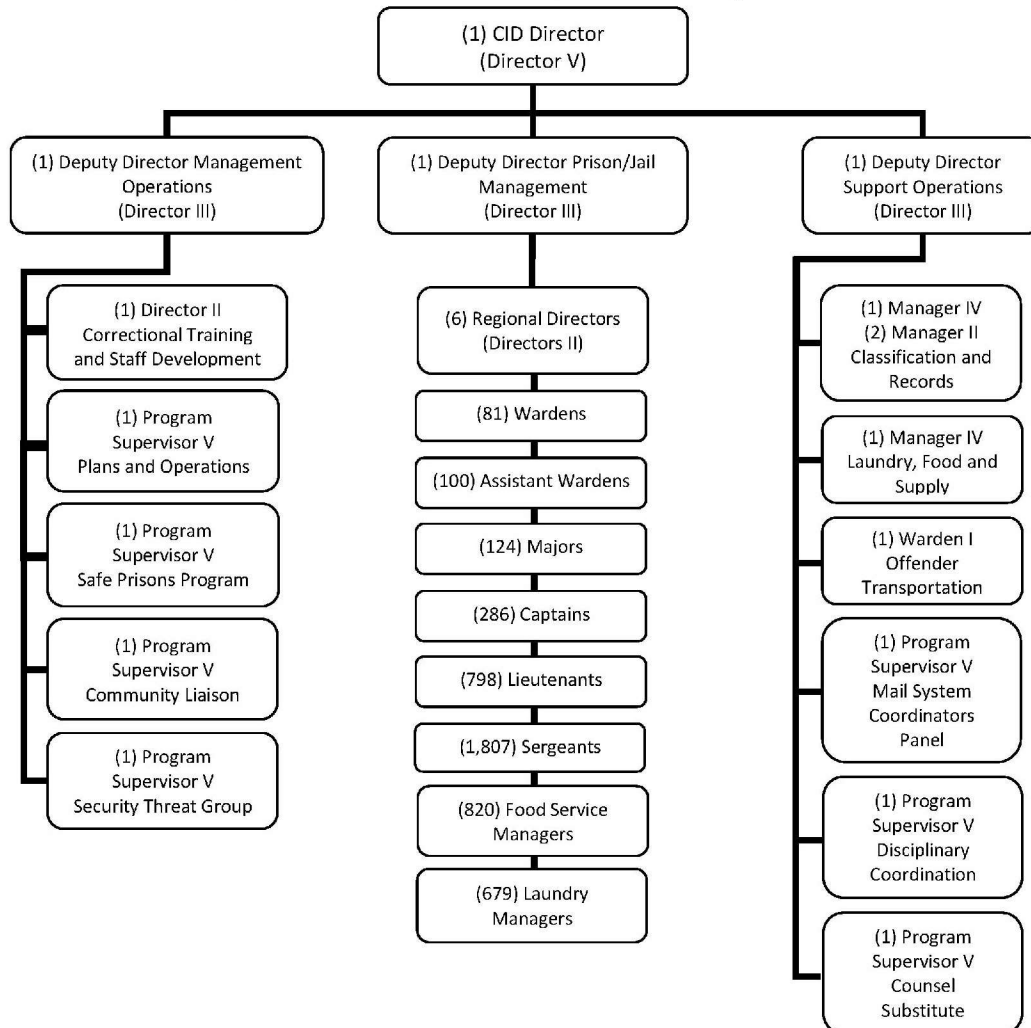 (1) CID Director
(Director V)
(1) Deputy Director Management
Operations
(Director III)
(1) Deputy Director Prison/Jail
Management
(Director III)
(1) Deputy Director
Support Operations
(Director III)
(1) Director II
Correctional Training
and Staff Development
(1) Program
Supervisor V
Plans and Operations
(1) Program
Supervisor V
Safe Prisons Program
(1) Program
Supervisor V
Community Liaison
(1) Program
Supervisor V
Security Threat Group
(6) Regional Directors
(Directors II)
(81) Wardens
(100) Assistant Wardens
(124) Majors
(286) Captains
(798) Lieutenants
(1,807) Sergeants
(820) Food Service
Managers
(679) Laundry
Managers
(1) Manager IV
(2) Manager II
Classification and
Records
(1) Manager IV
Laundry, Food and
Supply
(1) Warden I
Offender
Transportation
(1) Program
Supervisor V
Mail System
Coordinators
Panel
(1) Program
Supervisor V
Disciplinary
Coordination
(1) Program
Supervisor V
Counsel
Substitute